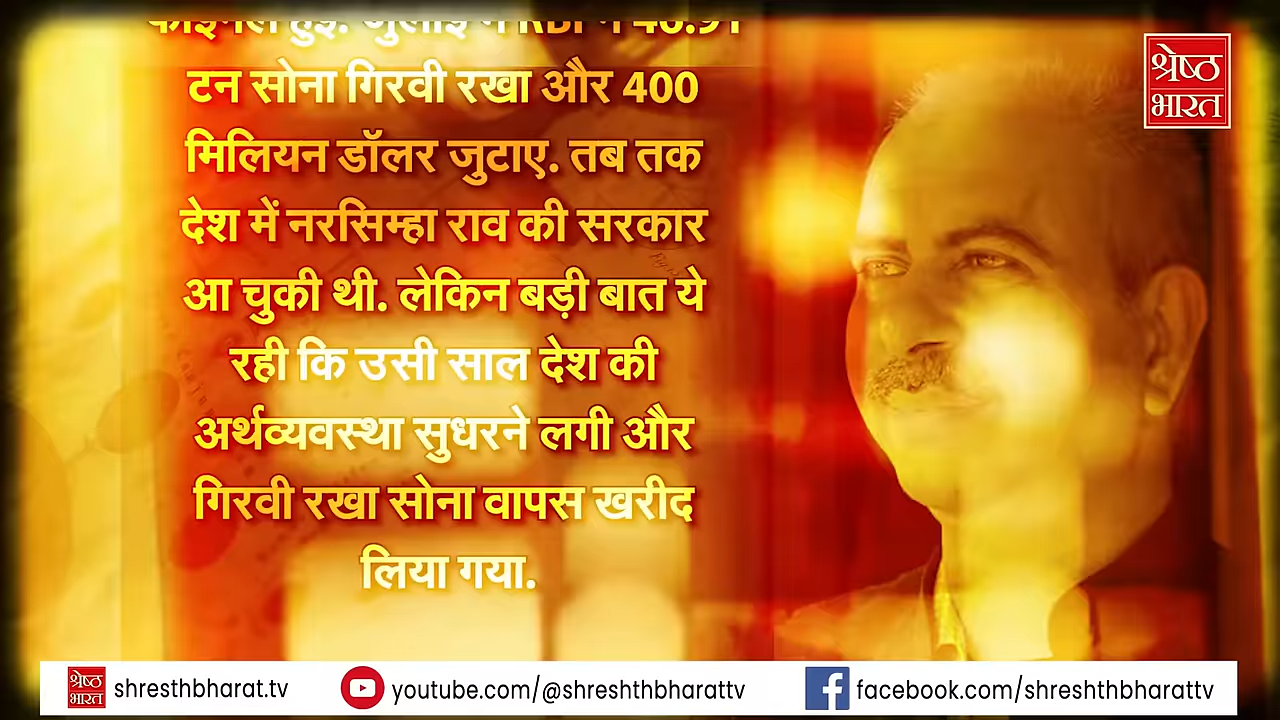 टन सोना गिरवी रखा और 400
मिलियन डॉलर जुटाए. तब तक
देश में नरसिम्हा राव की सरकार
आ चुकी थी. लेकिन बड़ी बात ये
रही कि उसी साल देश की
अर्थव्यवस्था सुधरने लगी और
गिरवी रखा सोना वापस खरीद
लिया गया.
श्रेष्ठ
भारत
श्रेष्ठ
भारत
shresthbharat.tv
youtube.com/@shreshthbharattv
facebook.com/shreshthbharattv